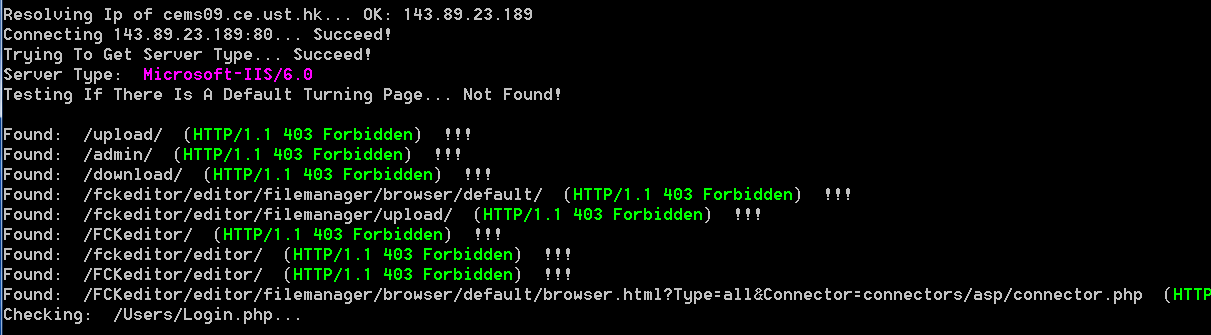 Resolving Ip of cems09.ce.ust.hk... OK: 143.89.23.189
Connecting 143.89.23.189:80... Succeed!
Trying To Get Server Type... Succeed!
Server Type:  Microsoft-IIS/6.0
Testing If There Is A Default Turning Page... Not Found!
Found:  /upload/  (HTTP/1.1 403 Forbidden)  !!!
Found:  /admin/  (HTTP/1.1 403 Forbidden)  !!!
Found:  /download/  (HTTP/1.1 403 Forbidden)  !!!
Found:  /fckeditor/editor/filemanager/browser/default/  (HTTP/1.1 403 Forbidden)  !!!
Found:  /fckeditor/editor/filemanager/upload/  (HTTP/1.1 403 Forbidden)  !!!
Found:  /FCKeditor/  (HTTP/1.1 403 Forbidden)  !!!
Found:  /fckeditor/editor/  (HTTP/1.1 403 Forbidden)  !!!
Found:  /FCKeditor/editor/  (HTTP/1.1 403 Forbidden)  !!!
Found:  /FCKeditor/editor/filemanager/browser/default/browser.html?Type=all&Connector=connectors/asp/connector.php  (HTT
Checking:  /Users/Login.php...